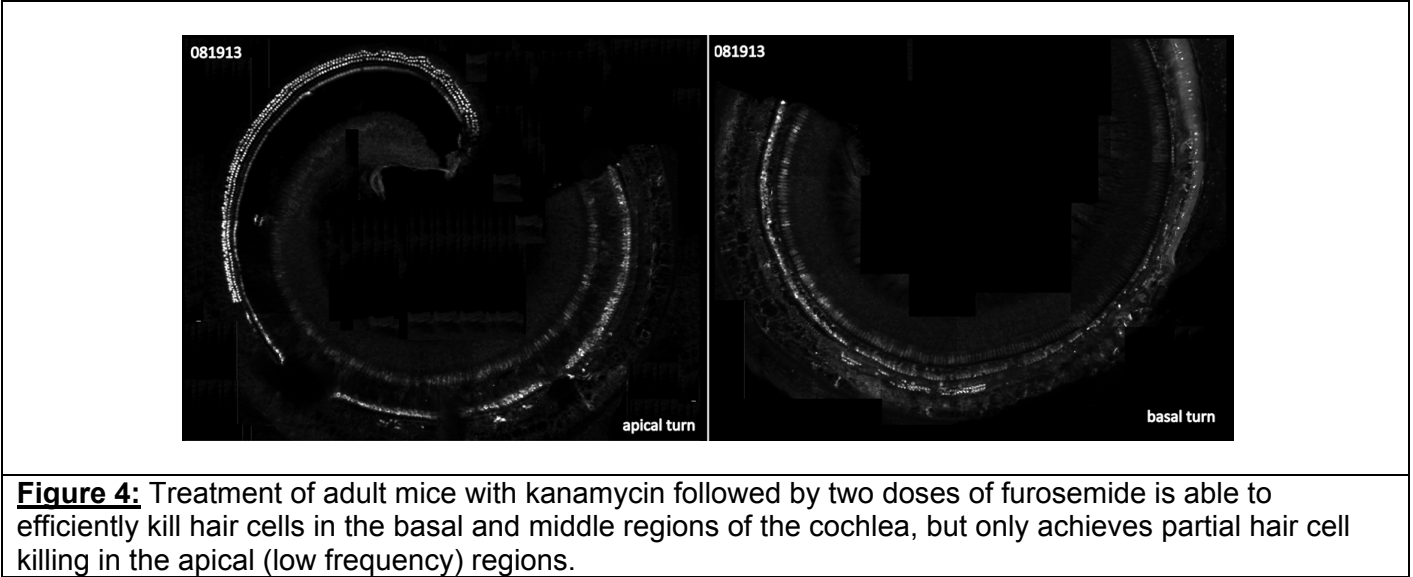 081913
081913
apical turn
basal turn
Figure 4: Treatment of adult mice with kanamycin followed by two doses of furosemide is able to
efficiently kill hair cells in the basal and middle regions of the cochlea, but only achieves partial hair cell
killing in the apical (low frequency) regions.